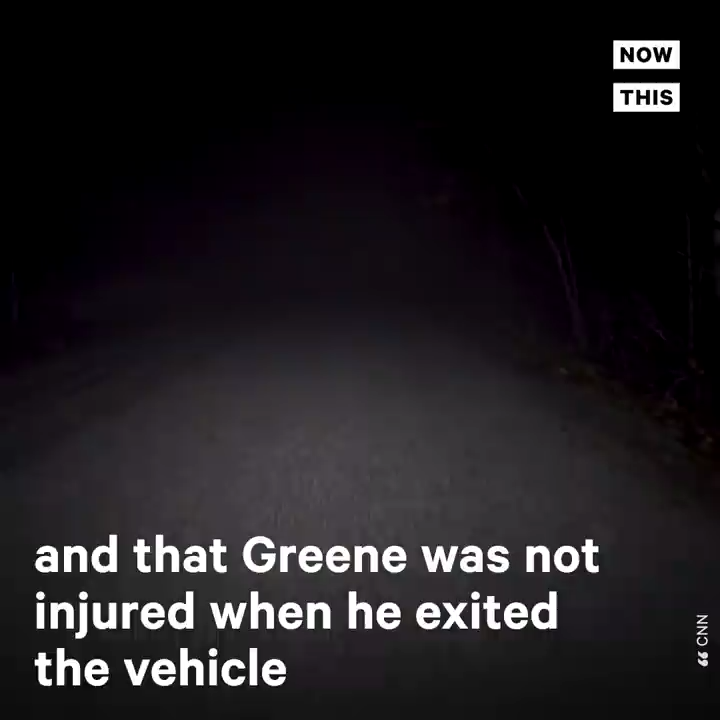 NOW
THIS
and that Greene was not
injured when he exited
the vehicle
CNN